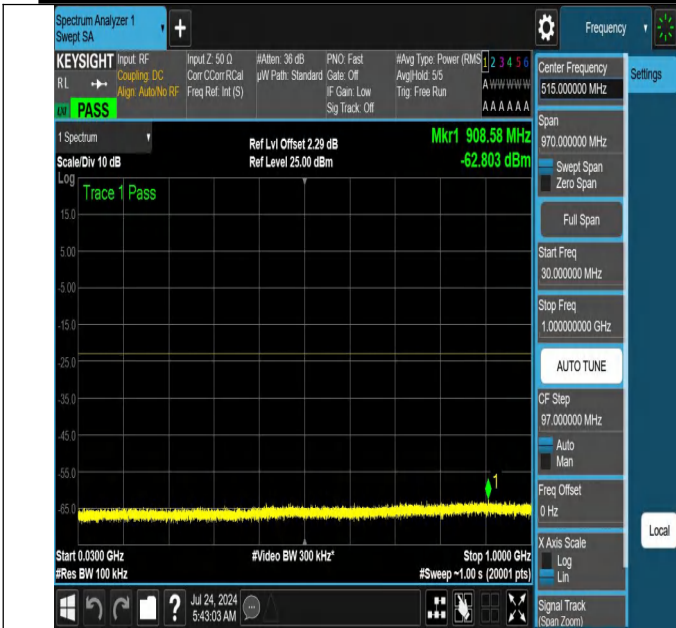 Spectrum Analyzer 1
Swept SA
+
Frequency
KEYSIGHT
RL
PASS
Input: RF
Coupling: DC
Align: Auto/No RF
Input Z: 50 Ω
Corr CCorr RCal
Freq Ref: Int (S)
#Atten: 36 dB
µW Path: Standard
PNO: Fast
Gate: Off
IF Gain: Low
Sig Track: Off
#Avg Type: Power (RMS
Avg|Hold: 5/5
Trig: Free Run
1 2 3 4 5 6
A W W W W W
A A A A A A
1 Spectrum
Scale/Div 10 dB
Ref Lvl Offset 2.29 dB
Ref Level 25.00 dBm
Mkr1 908.58 MHz
-62.803 dBm
Log
Trace 1 Pass
15.0
5.00
-5.00
-15.0
-25.0
-35.0
-45.0
-55.0
-65.0
1
Start 0.0300 GHz
#Res BW 100 kHz
#Video BW 300 kHz*
Stop 1.0000 GHz
#Sweep ~1.00 s (20001 pts)
Jul 24, 2024
5:43:03 AM
Center Frequency
515.000000 MHz
Span
970.000000 MHz
Swept Span
Zero Span
Full Span
Start Freq
30.000000 MHz
Stop Freq
1.000000000 GHz
AUTO TUNE
CF Step
97.000000 MHz
Auto
Man
Freq Offset
0 Hz
X Axis Scale
Log
Lin
Signal Track
(Span Zoom)
Settings
Local